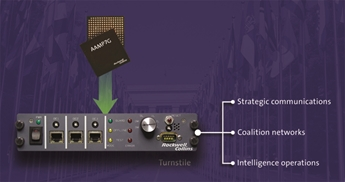 AAMP7G
Strategic communications
Coalition networks
Rockwell
Collins
Intelligence operations
Turnstile